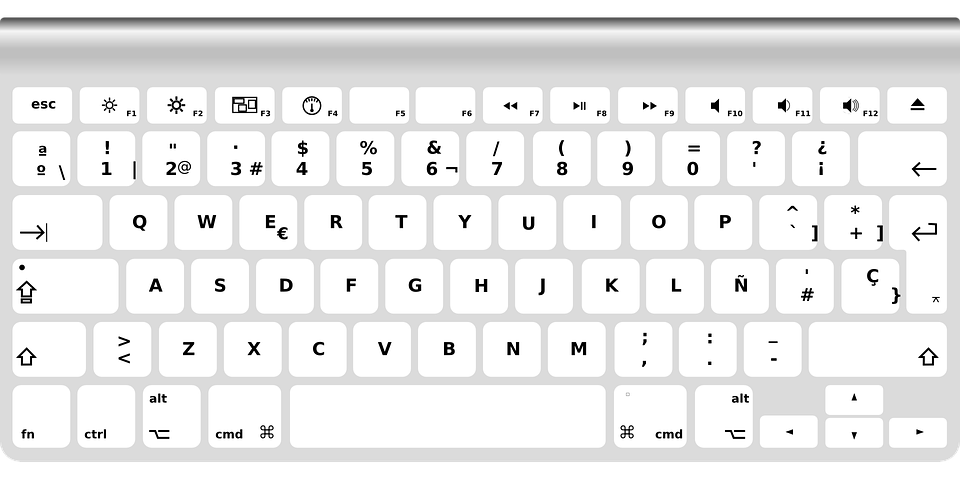 esc F1 F2 F3 F4 F5 F6 F7 F8 F9 F10 F11 F12
ª ! " · $ % & / ( ) = ? ¿
º \ 1 | 2@ 3 # 4 5 6 ¬ 7 8 9 0 ' ¡ ←
→| Q W E € R T Y U I O P ^ ` ] * + ]
A S D F G H J K L Ñ ' # Ç }
> < Z X C V B N M ; , : . _ -
alt alt
fn ctrl ⌥ cmd ⌘ ⌘ cmd ⌥